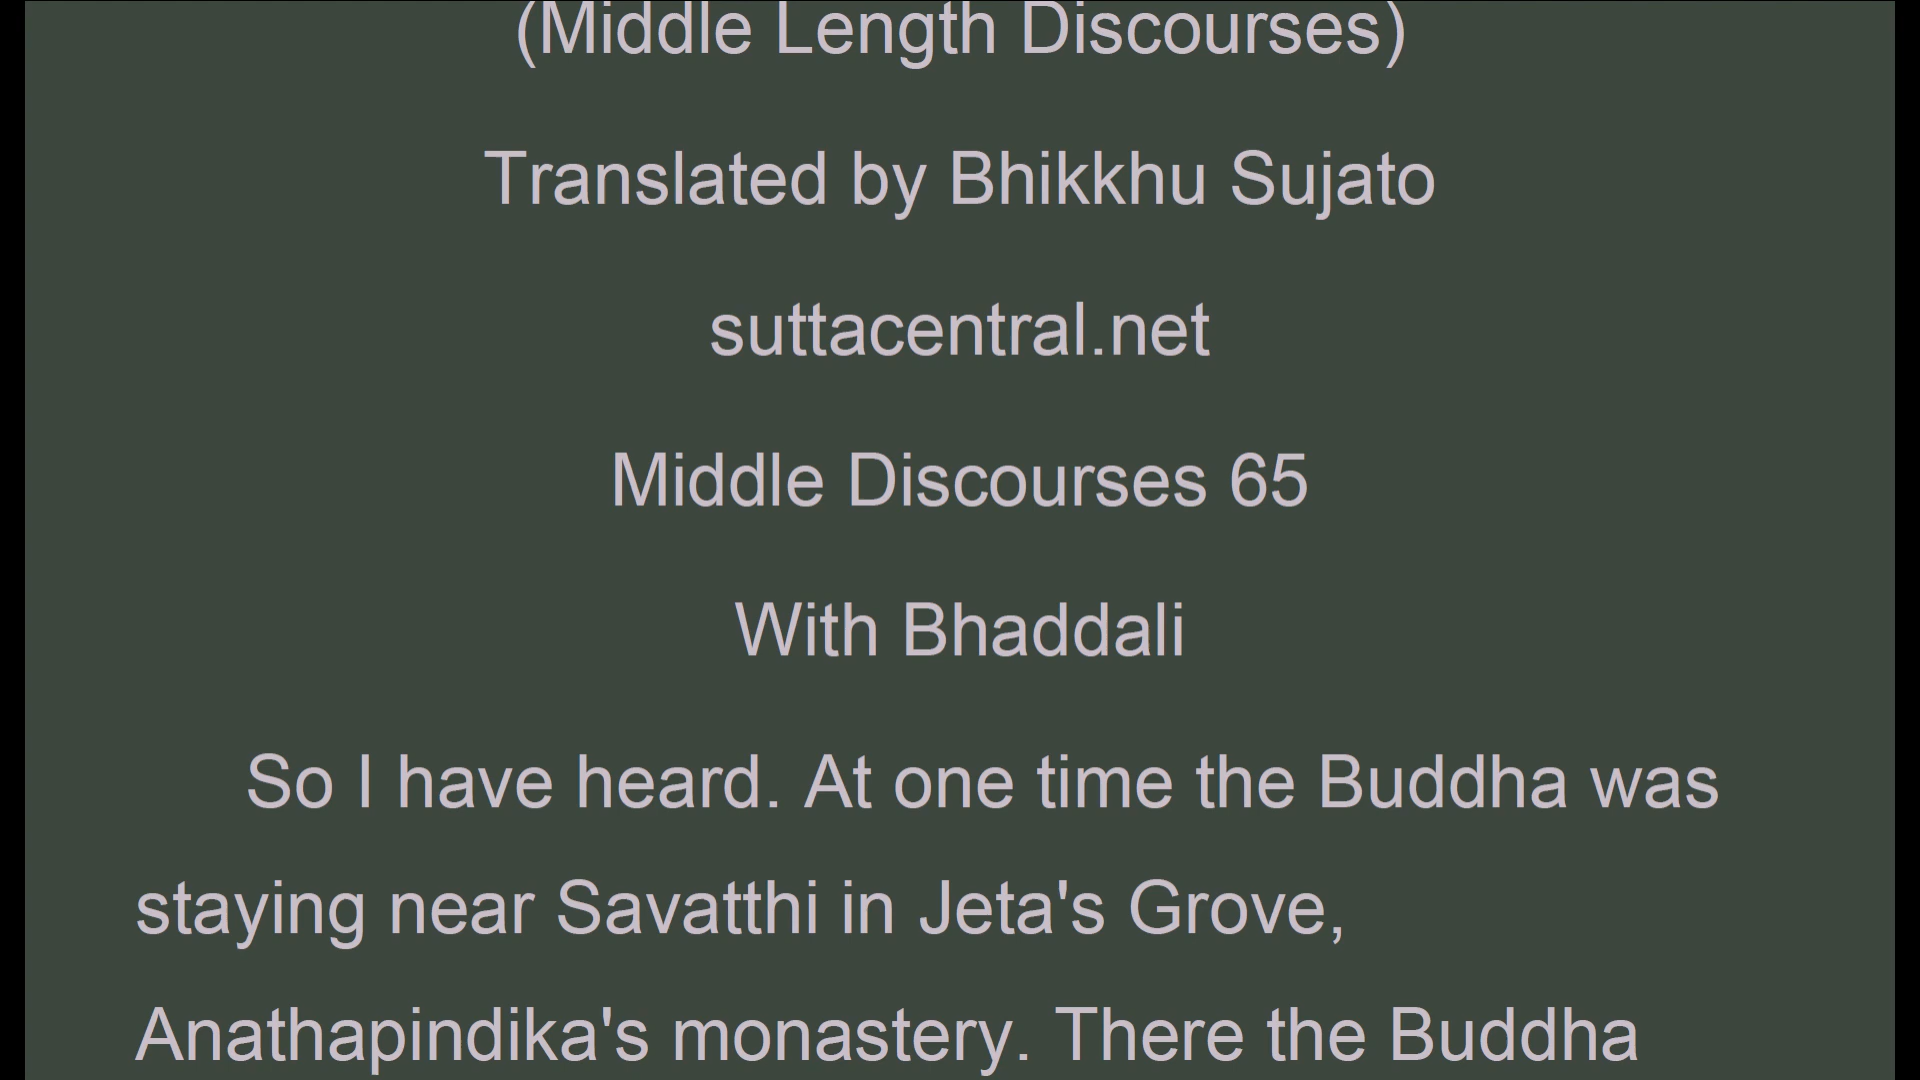 (Middle Length Discourses)
Translated by Bhikkhu Sujato
suttacentral.net
Middle Discourses 65
With Bhaddali
So I have heard. At one time the Buddha was
staying near Savatthi in Jeta's Grove,
Anathapindika's monastery. There the Buddha